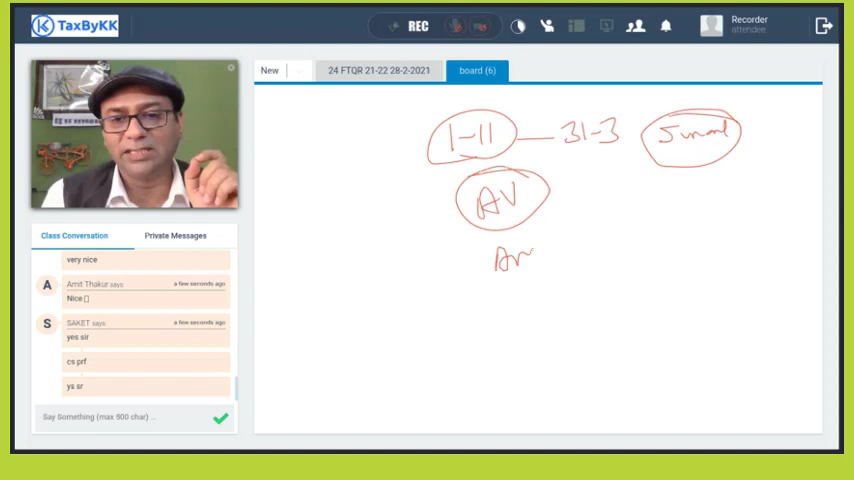 TaxByKK
REC
Recorder
attendee
New
24 FTQR 21-22 28-2-2021
board (6)
1-11 — 31-3
AV
Ar
Class Conversation
Private Messages
very nice
A
Amit Thakur says
a few seconds ago
Nice []
S
SAKET says
a few seconds ago
yes sir
cs prf
ys sr
Say Something (max 500 char) ...